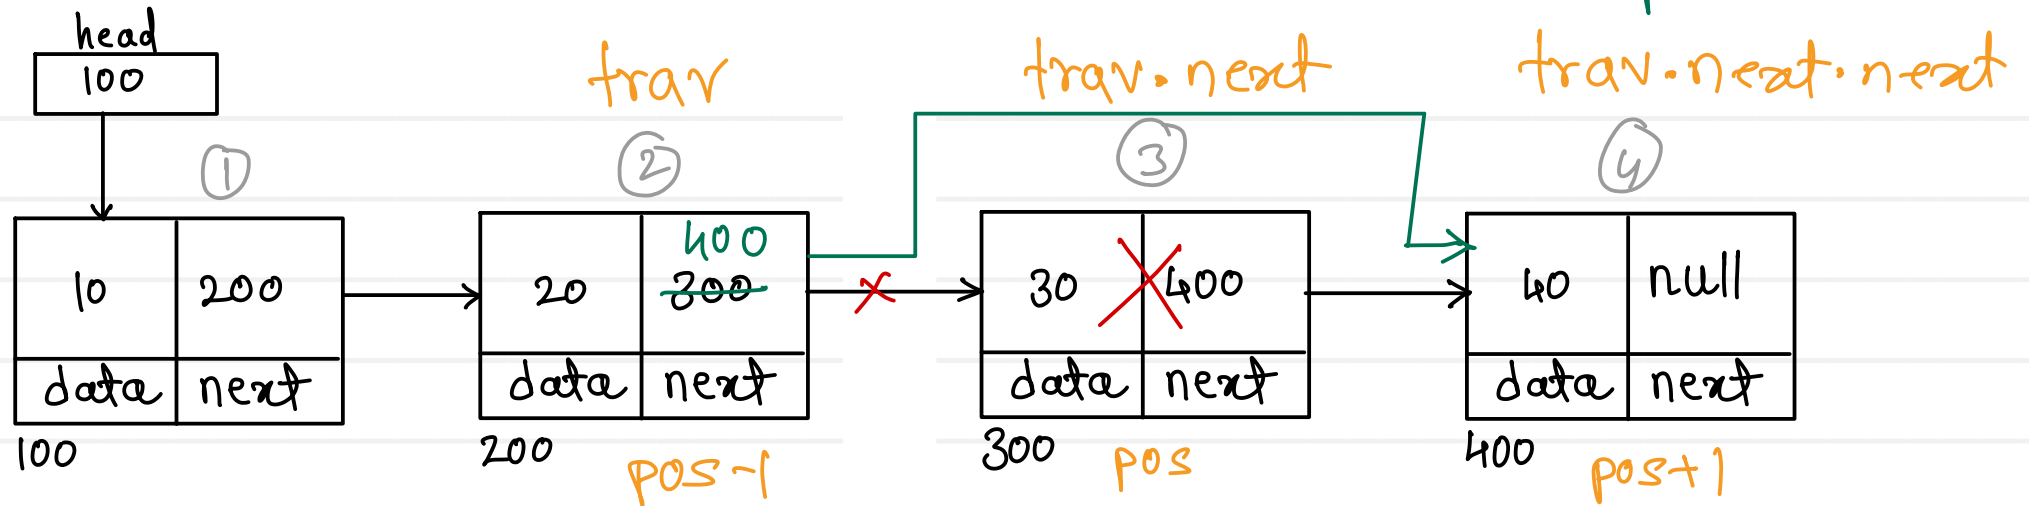 head
100
trav trav.next trav.next.next
1 2 3 4
400
10 200 20 300 30 400 40 null
data next data next data next data next
100 200 300 400
pos-1 pos pos+1